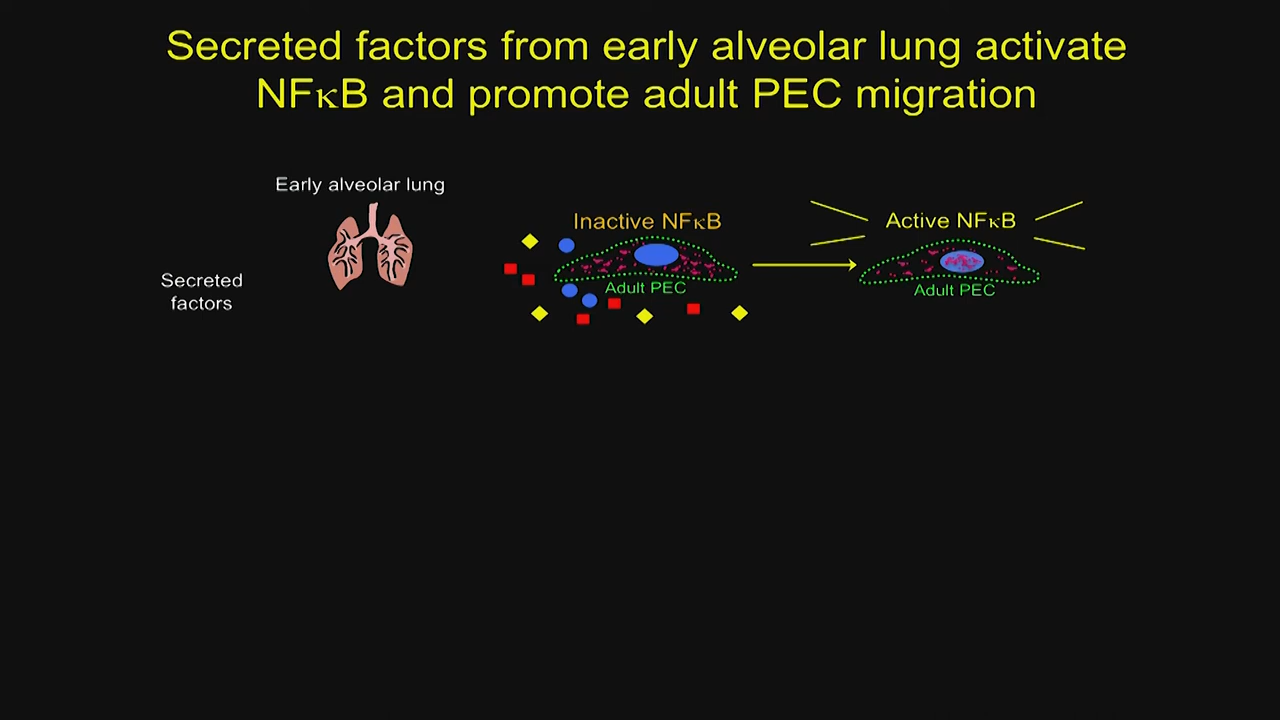 Secreted factors from early alveolar lung activate
NFκB and promote adult PEC migration
Early alveolar lung
Secreted
factors
Inactive NFκB
Adult PEC
Active NFκB
Adult PEC